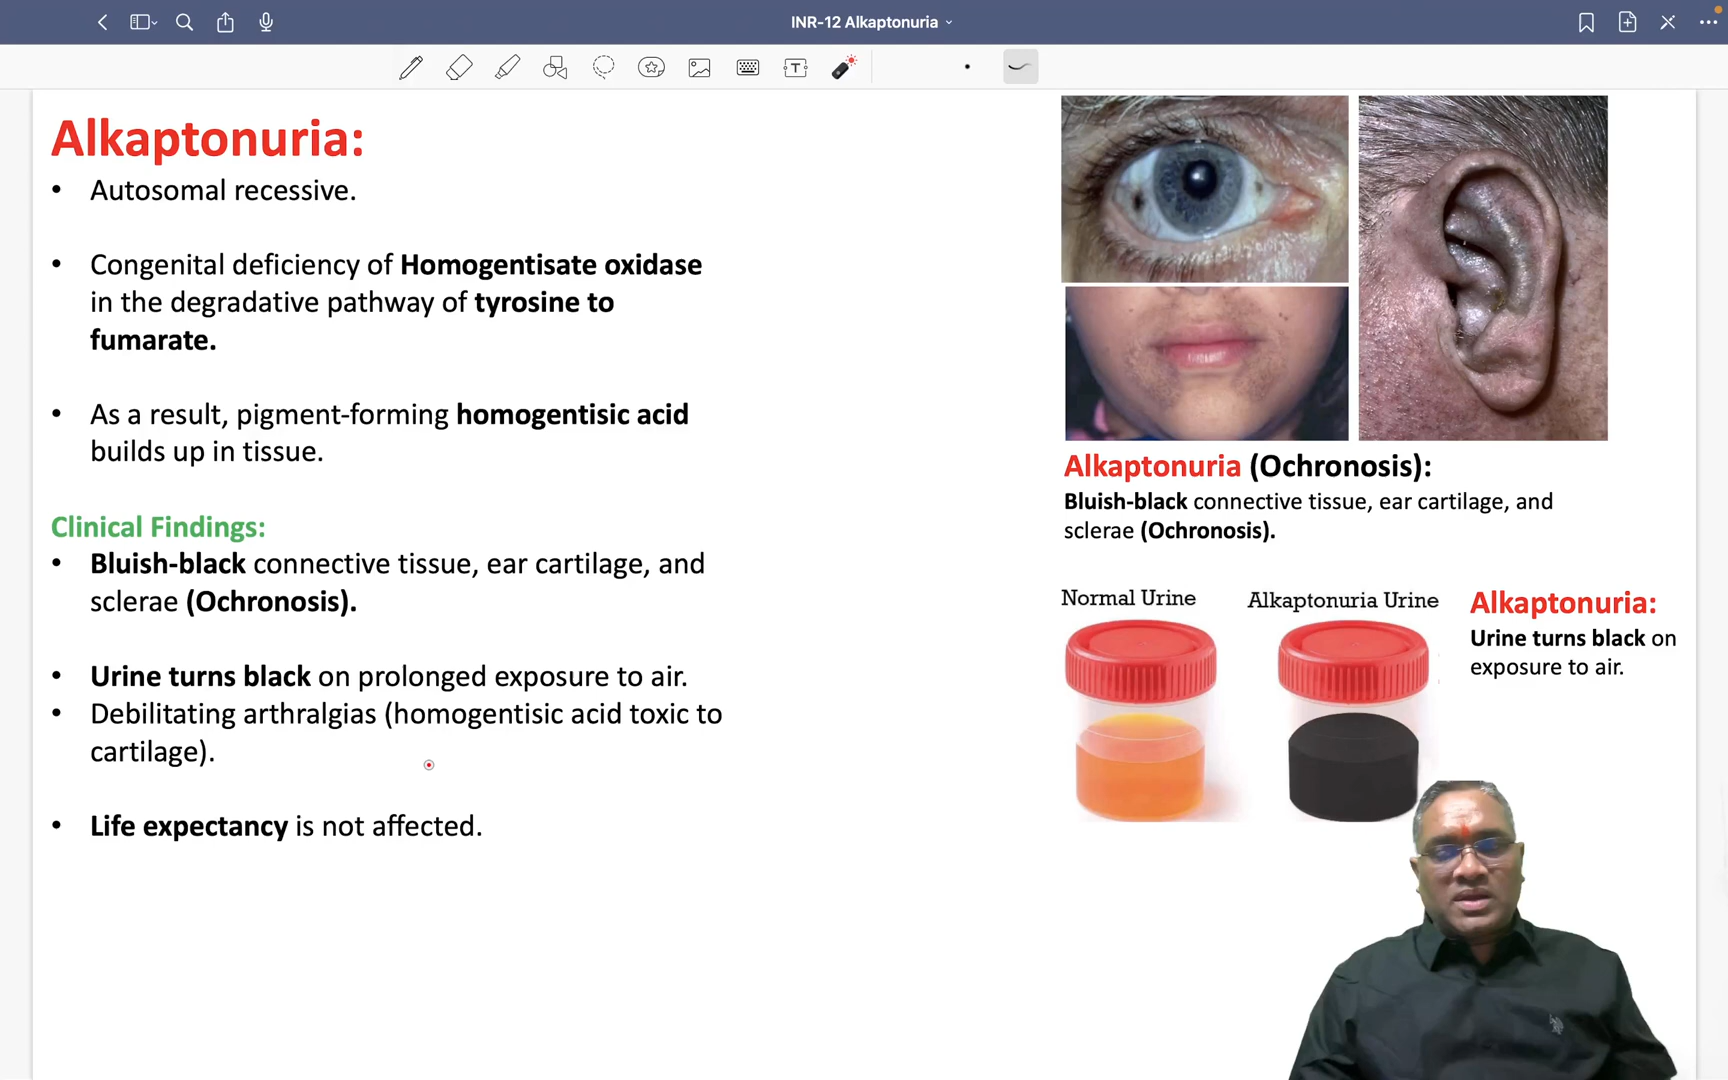 INR-12 Alkaptonuria
Alkaptonuria:
• Autosomal recessive.
• Congenital deficiency of Homogentisate oxidase
in the degradative pathway of tyrosine to
fumarate.
• As a result, pigment-forming homogentisic acid
builds up in tissue.
Clinical Findings:
• Bluish-black connective tissue, ear cartilage, and
sclerae (Ochronosis).
• Urine turns black on prolonged exposure to air.
• Debilitating arthralgias (homogentisic acid toxic to
cartilage).
• Life expectancy is not affected.
Alkaptonuria (Ochronosis):
Bluish-black connective tissue, ear cartilage, and
sclerae (Ochronosis).
Normal Urine
Alkaptonuria Urine
Alkaptonuria:
Urine turns black on
exposure to air.